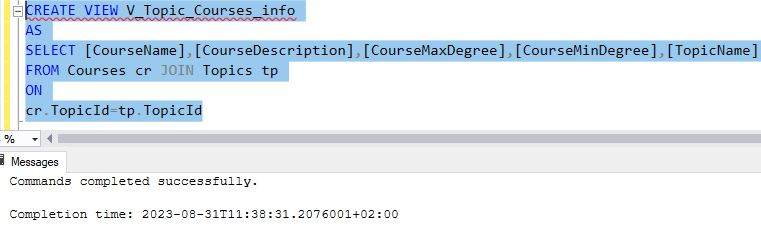 CREATE VIEW V_Topic_Courses_info
AS
SELECT [CourseName],[CourseDescription],[CourseMaxDegree],[CourseMinDegree],[TopicName]
FROM Courses cr JOIN Topics tp
ON
cr.TopicId=tp.TopicId
%
Messages
Commands completed successfully.
Completion time: 2023-08-31T11:38:31.2076001+02:00